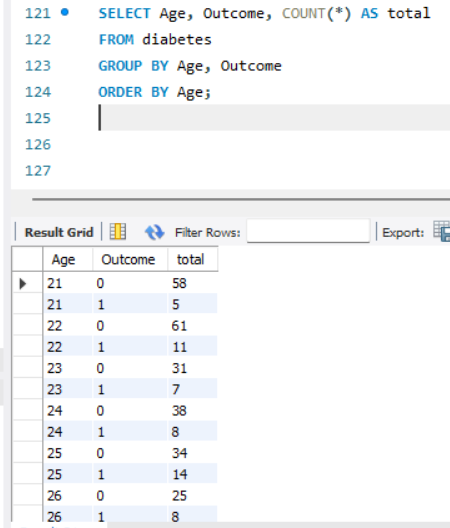 121 SELECT Age, Outcome, COUNT(*) AS total
122 FROM diabetes
123 GROUP BY Age, Outcome
124 ORDER BY Age;
125
126
127
Result Grid Filter Rows: Export:
Age Outcome total
21 0 58
21 1 5
22 0 61
22 1 11
23 0 31
23 1 7
24 0 38
24 1 8
25 0 34
25 1 14
26 0 25
26 1 8